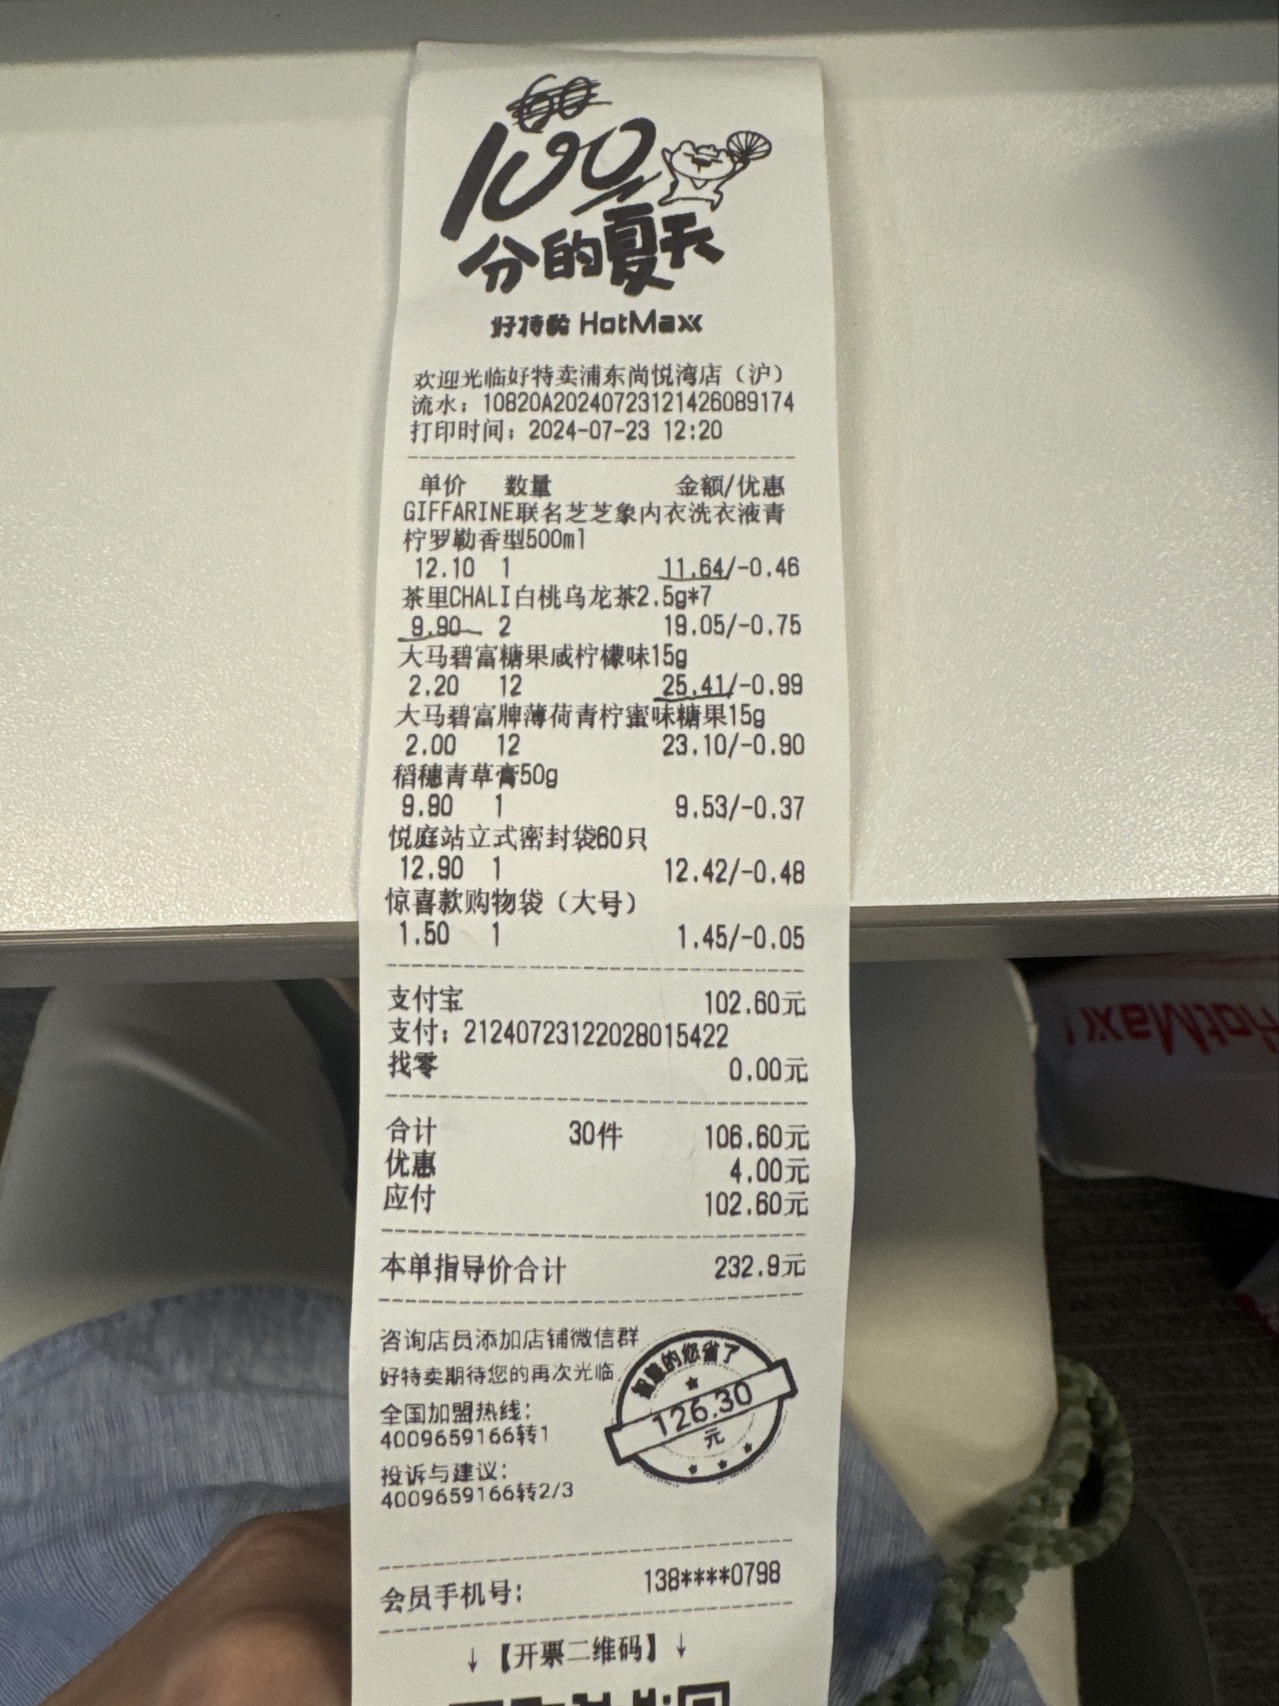 60
100
分的夏天
好特卖 HotMaxx
欢迎光临好特卖浦东尚悦湾店（沪）
流水：10820A20240723121426089174
打印时间：2024-07-23 12:20
单价 数量 金额/优惠
GIFFARINE联名芝芝象内衣洗衣液青
柠罗勒香型500ml
12.10 1 11.64/-0.46
茶里CHALI白桃乌龙茶2.5g*7
9.90 2 19.05/-0.75
大马碧富糖果咸柠檬味15g
2.20 12 25.41/-0.99
大马碧富牌薄荷青柠蜜味糖果15g
2.00 12 23.10/-0.90
稻穗青草膏50g
9.90 1 9.53/-0.37
悦庭站立式密封袋60只
12.90 1 12.42/-0.48
惊喜款购物袋（大号）
1.50 1 1.45/-0.05
支付宝 102.60元
支付：21240723122028015422
找零 0.00元
合计 30件 106.60元
优惠 4.00元
应付 102.60元
本单指导价合计 232.9元
咨询店员添加店铺微信群
好特卖期待您的再次光临
全国加盟热线：
4009659166转1
投诉与建议：
4009659166转2/3
的您省了
126.30
元
会员手机号： 138****0798
↓【开票二维码】↓
HotMaxx